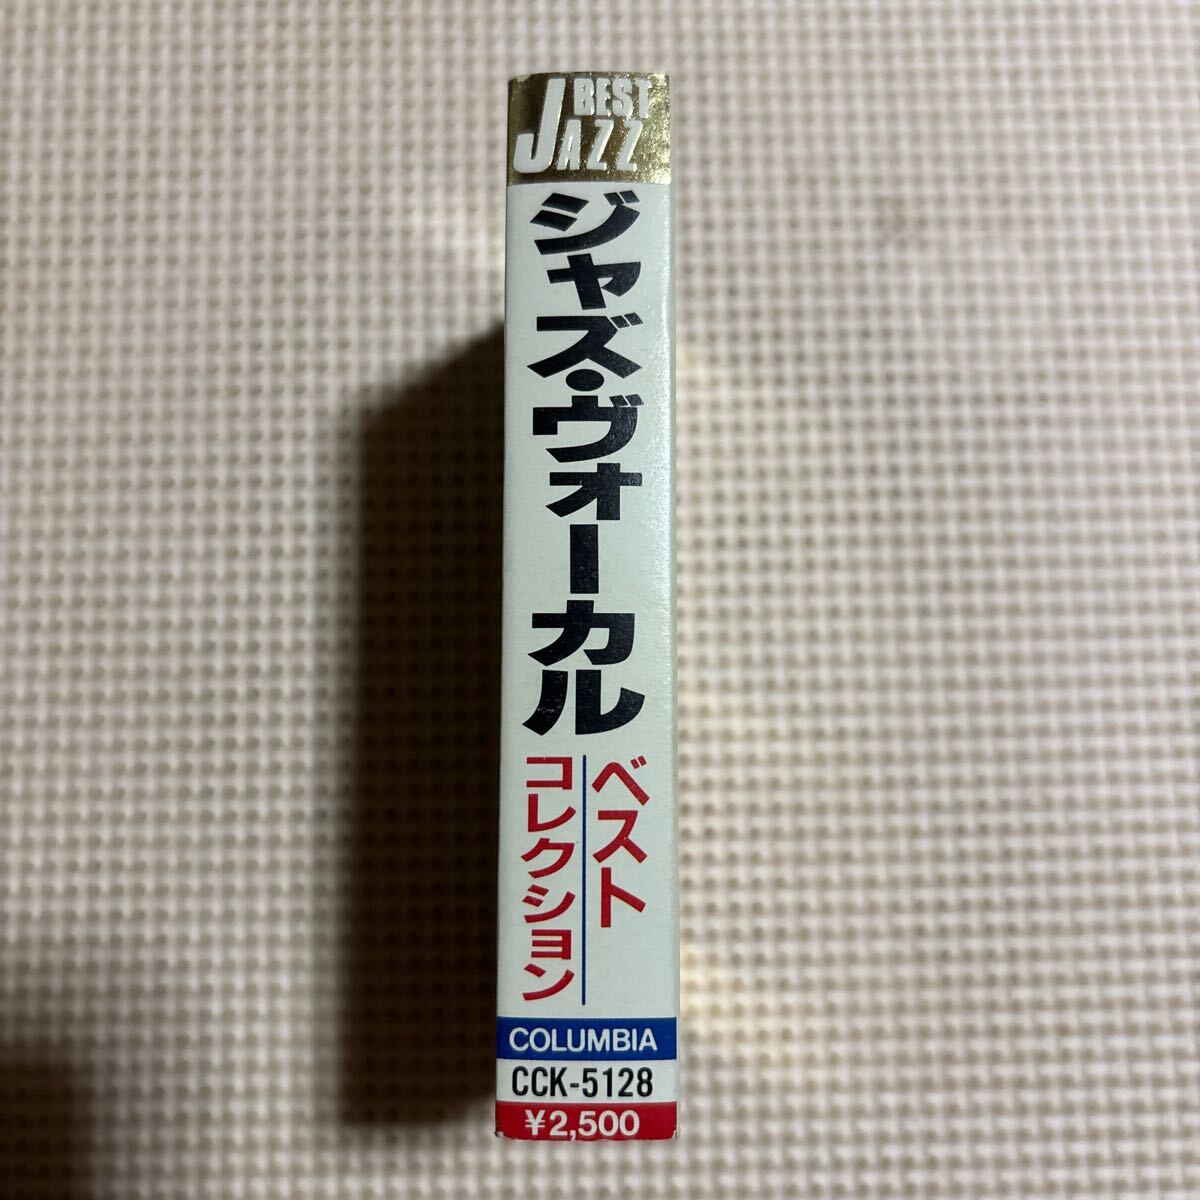 BEST
JAZZ
ジャズ・ヴォーカル
ベスト
コレクション
COLUMBIA
CCK-5128
¥2,500